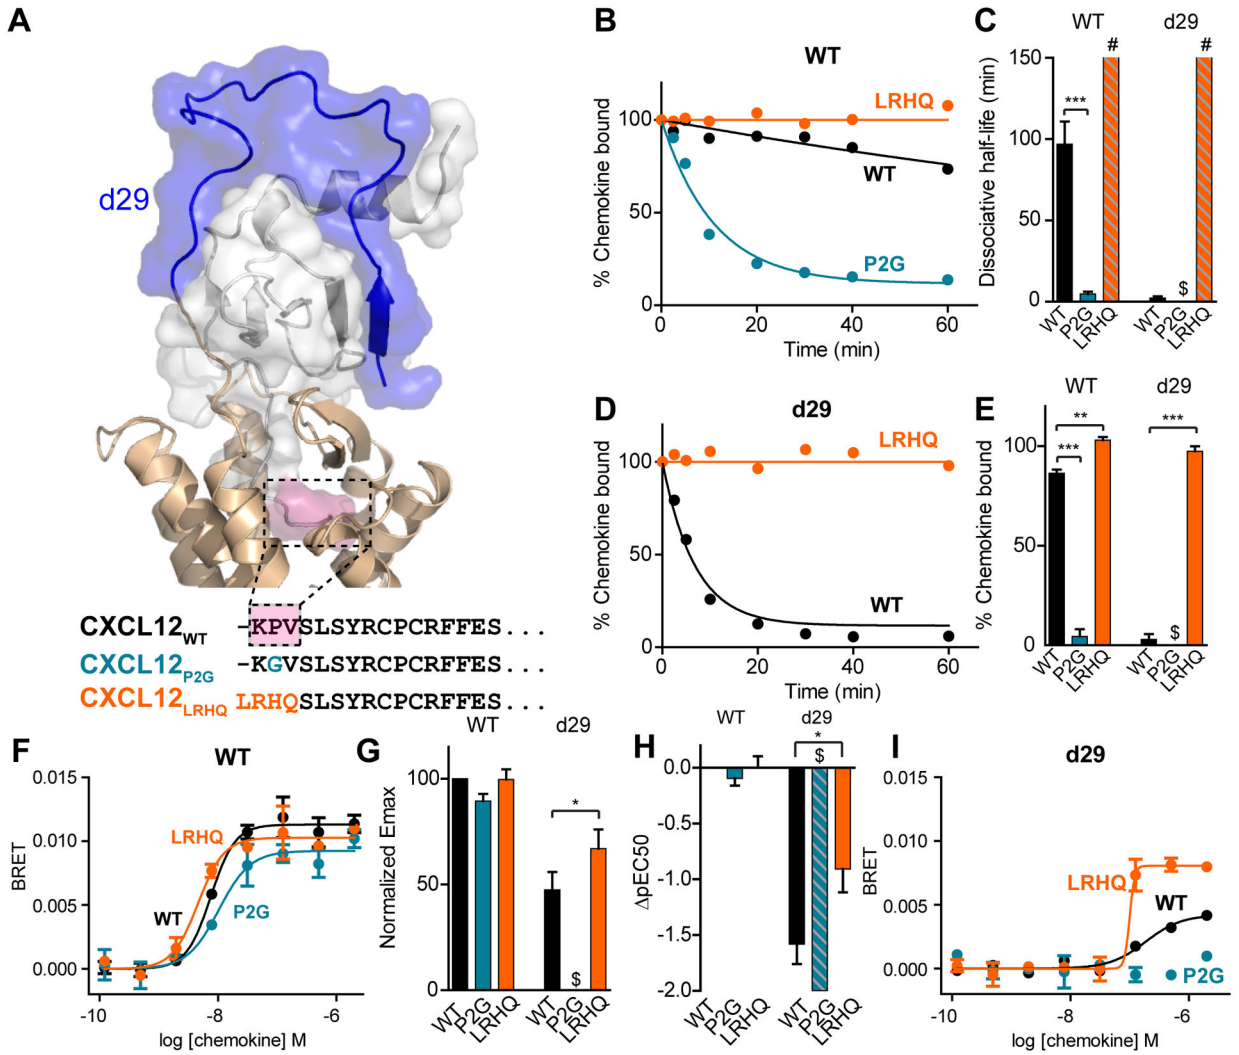 A
d29
CXCL12WT -KPVSLSYRCPCRFFES...
CXCL12P2G -KGVSLSYRCPCRFFES...
CXCL12LRHQ LRHQSLSYRCPCRFFES...
B
WT
% Chemokine bound
100
50
0
LRHQ
WT
P2G
0 20 40 60
Time (min)
C
WT d29
Dissociative half-life (min)
150
100
50
0
# #
***
$
WT P2G LRHQ WT P2G LRHQ
D
d29
% Chemokine bound
100
50
0
LRHQ
WT
0 20 40 60
Time (min)
E
WT d29
% Chemokine bound
100
50
0
** ***
***
$
WT P2G LRHQ WT P2G LRHQ
F
WT
BRET
0.015
0.010
0.005
0.000
LRHQ
WT
P2G
-10 -8 -6
log [chemokine] M
G
WT d29
Normalized Emax
100
50
0
*
$
WT P2G LRHQ WT P2G LRHQ
H
WT d29
ΔpEC50
0.0
-0.5
-1.0
-1.5
-2.0
*
$
WT P2G LRHQ WT P2G LRHQ
I
d29
BRET
0.015
0.010
0.005
0.000
LRHQ
WT
P2G
-10 -8 -6
log [chemokine] M